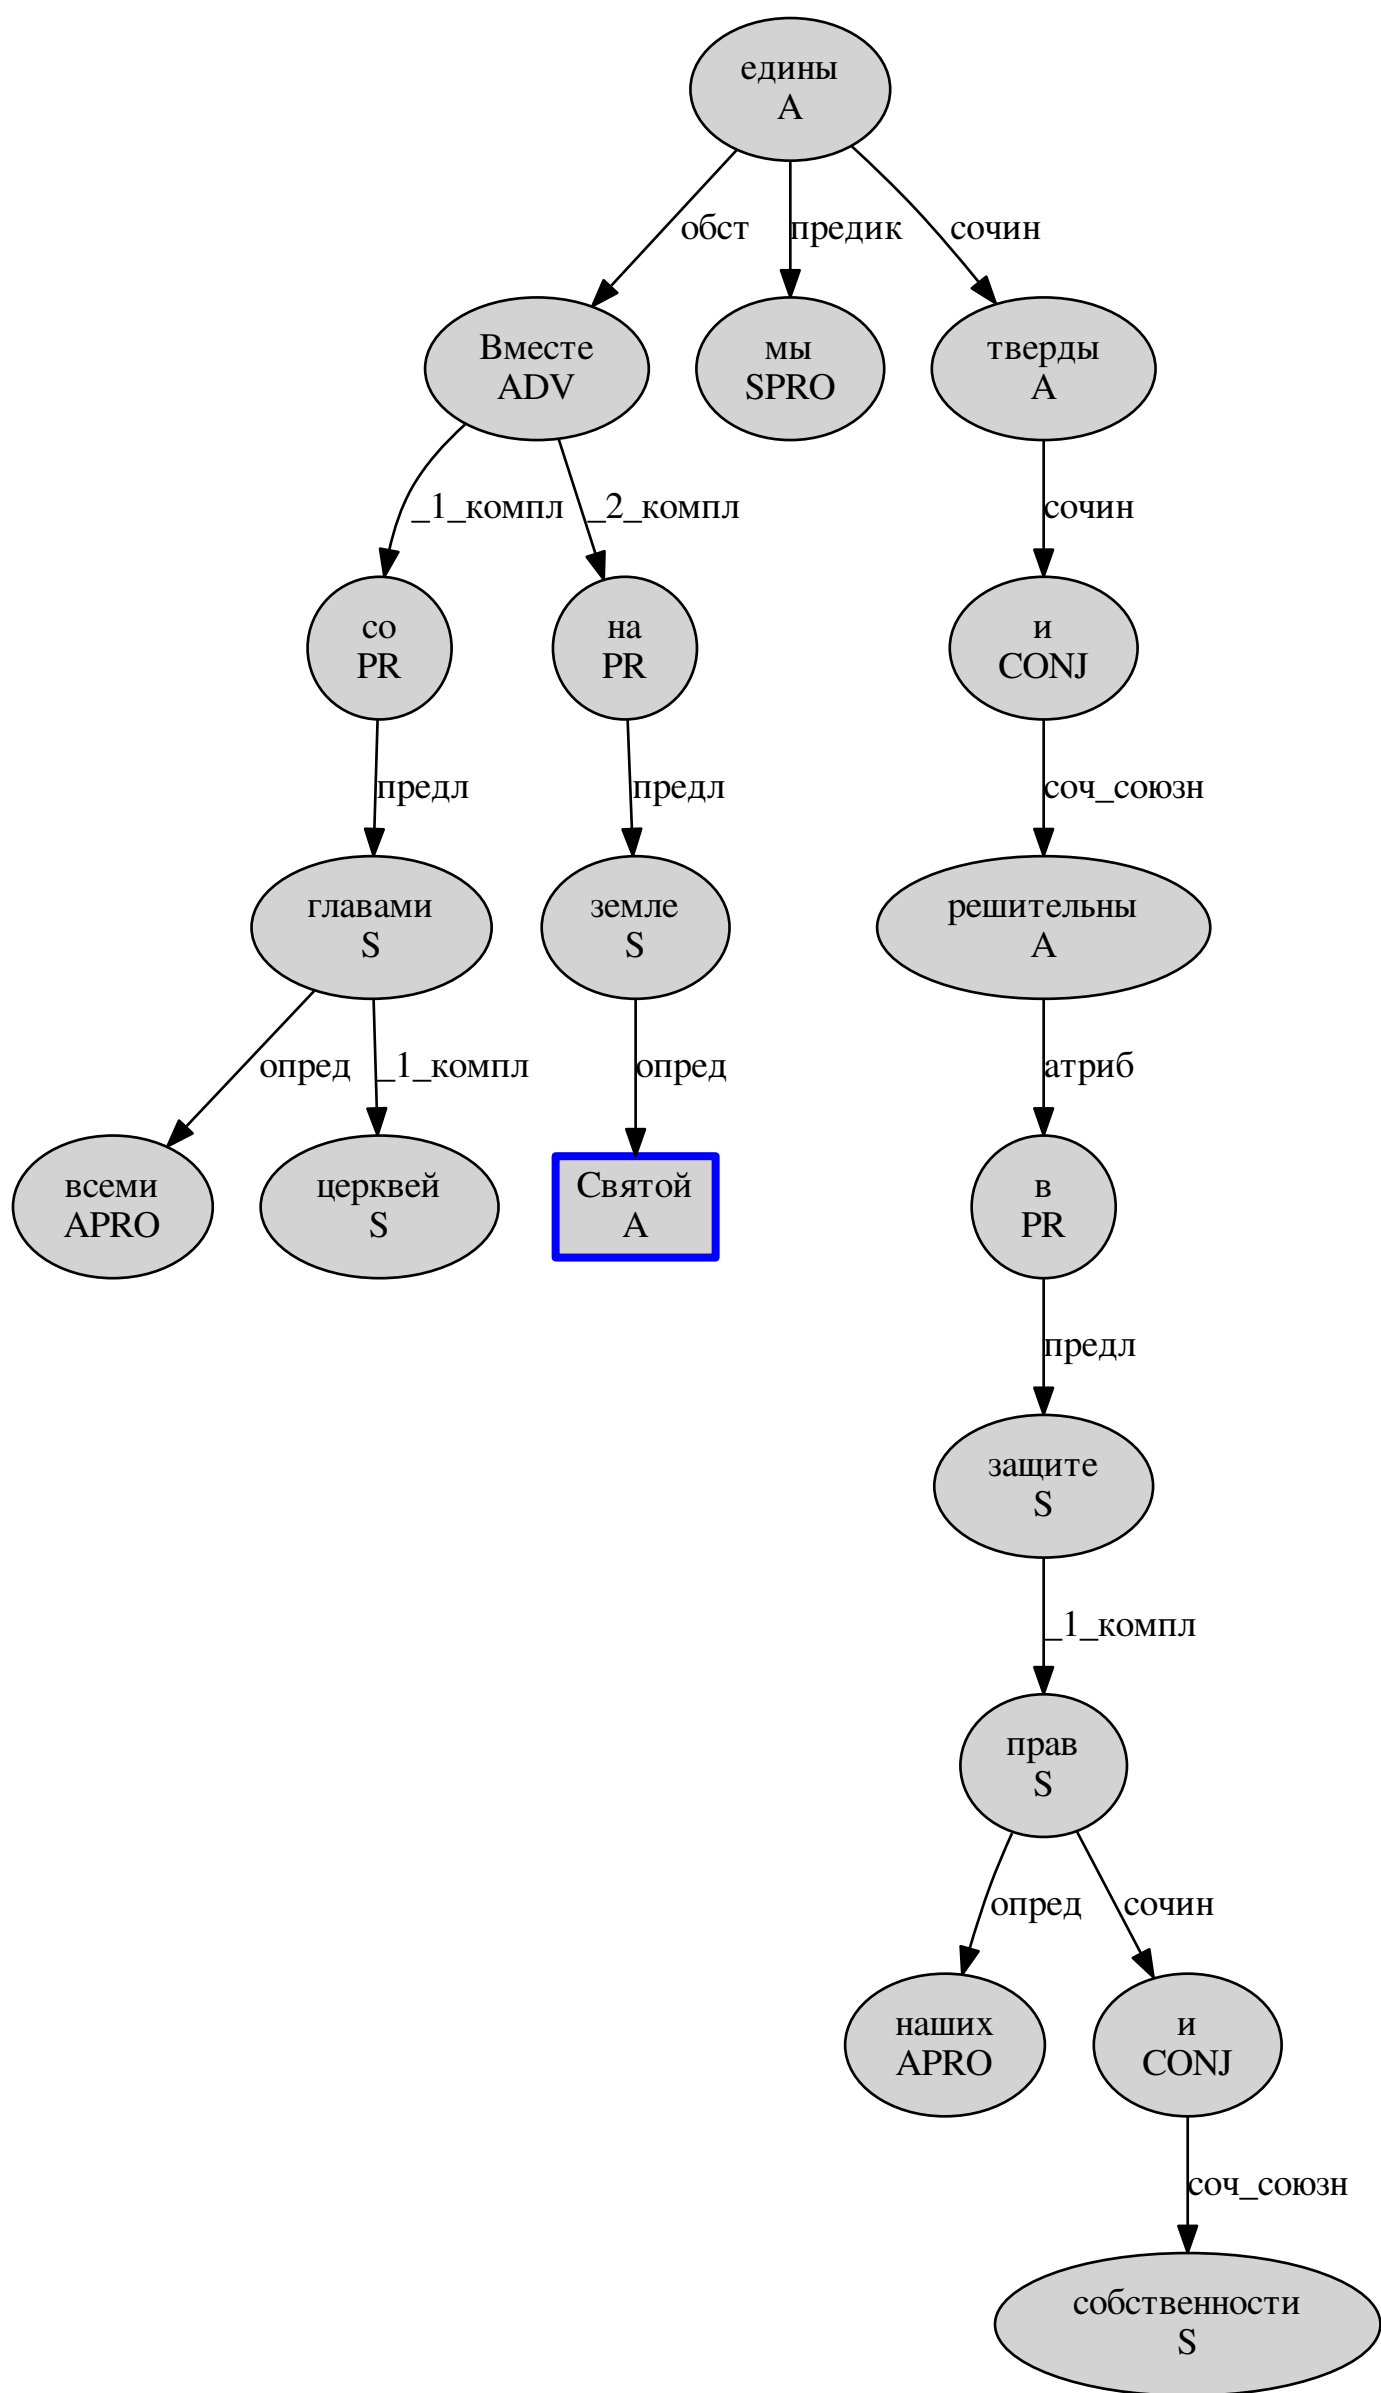 едины
A
обст
предик
сочин
Вместе
ADV
мы
SPRO
тверды
A
_1_компл
_2_компл
сочин
со
PR
на
PR
и
CONJ
предл
предл
соч_союзн
главами
S
земле
S
решительны
A
опред
_1_компл
опред
атриб
всеми
APRO
церквей
S
Святой
A
в
PR
предл
защите
S
_1_компл
прав
S
опред
сочин
наших
APRO
и
CONJ
соч_союзн
собственности
S